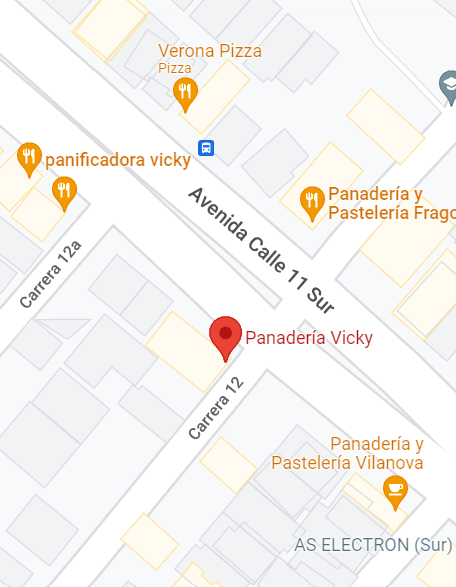 Verona Pizza
Pizza
panificadora vicky
Panadería y
Pastelería Frago
Avenida Calle 11 Sur
Carrera 12a
Panadería Vicky
Carrera 12
Panadería y
Pastelería Vilanova
AS ELECTRON (Sur)